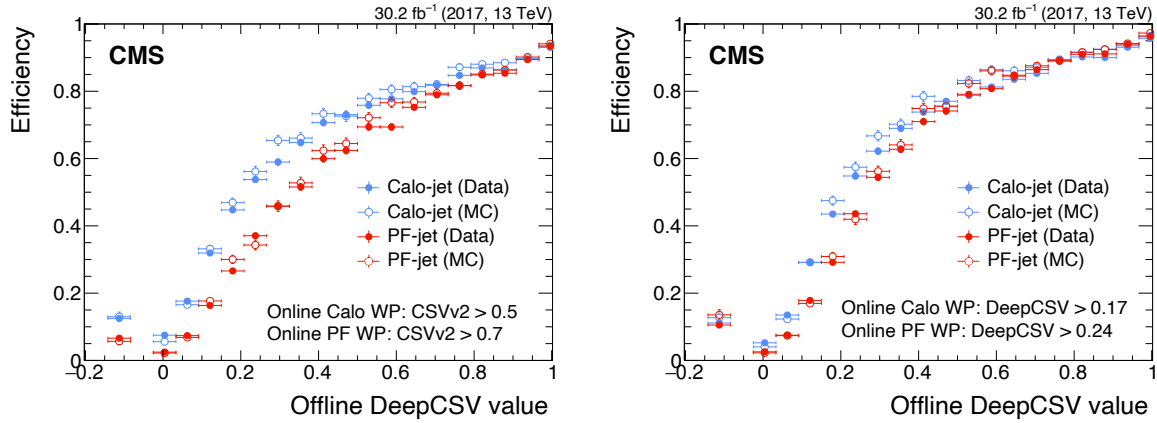 30.2 fb⁻¹ (2017, 13 TeV)
CMS
Efficiency
1
0.8
0.6
0.4
0.2
0
Calo-jet (Data)
Calo-jet (MC)
PF-jet (Data)
PF-jet (MC)
Online Calo WP: CSVv2 > 0.5
Online PF WP: CSVv2 > 0.7
−0.2 0 0.2 0.4 0.6 0.8 1
Offline DeepCSV value
30.2 fb⁻¹ (2017, 13 TeV)
CMS
Efficiency
1
0.8
0.6
0.4
0.2
0
Calo-jet (Data)
Calo-jet (MC)
PF-jet (Data)
PF-jet (MC)
Online Calo WP: DeepCSV > 0.17
Online PF WP: DeepCSV > 0.24
−0.2 0 0.2 0.4 0.6 0.8 1
Offline DeepCSV value